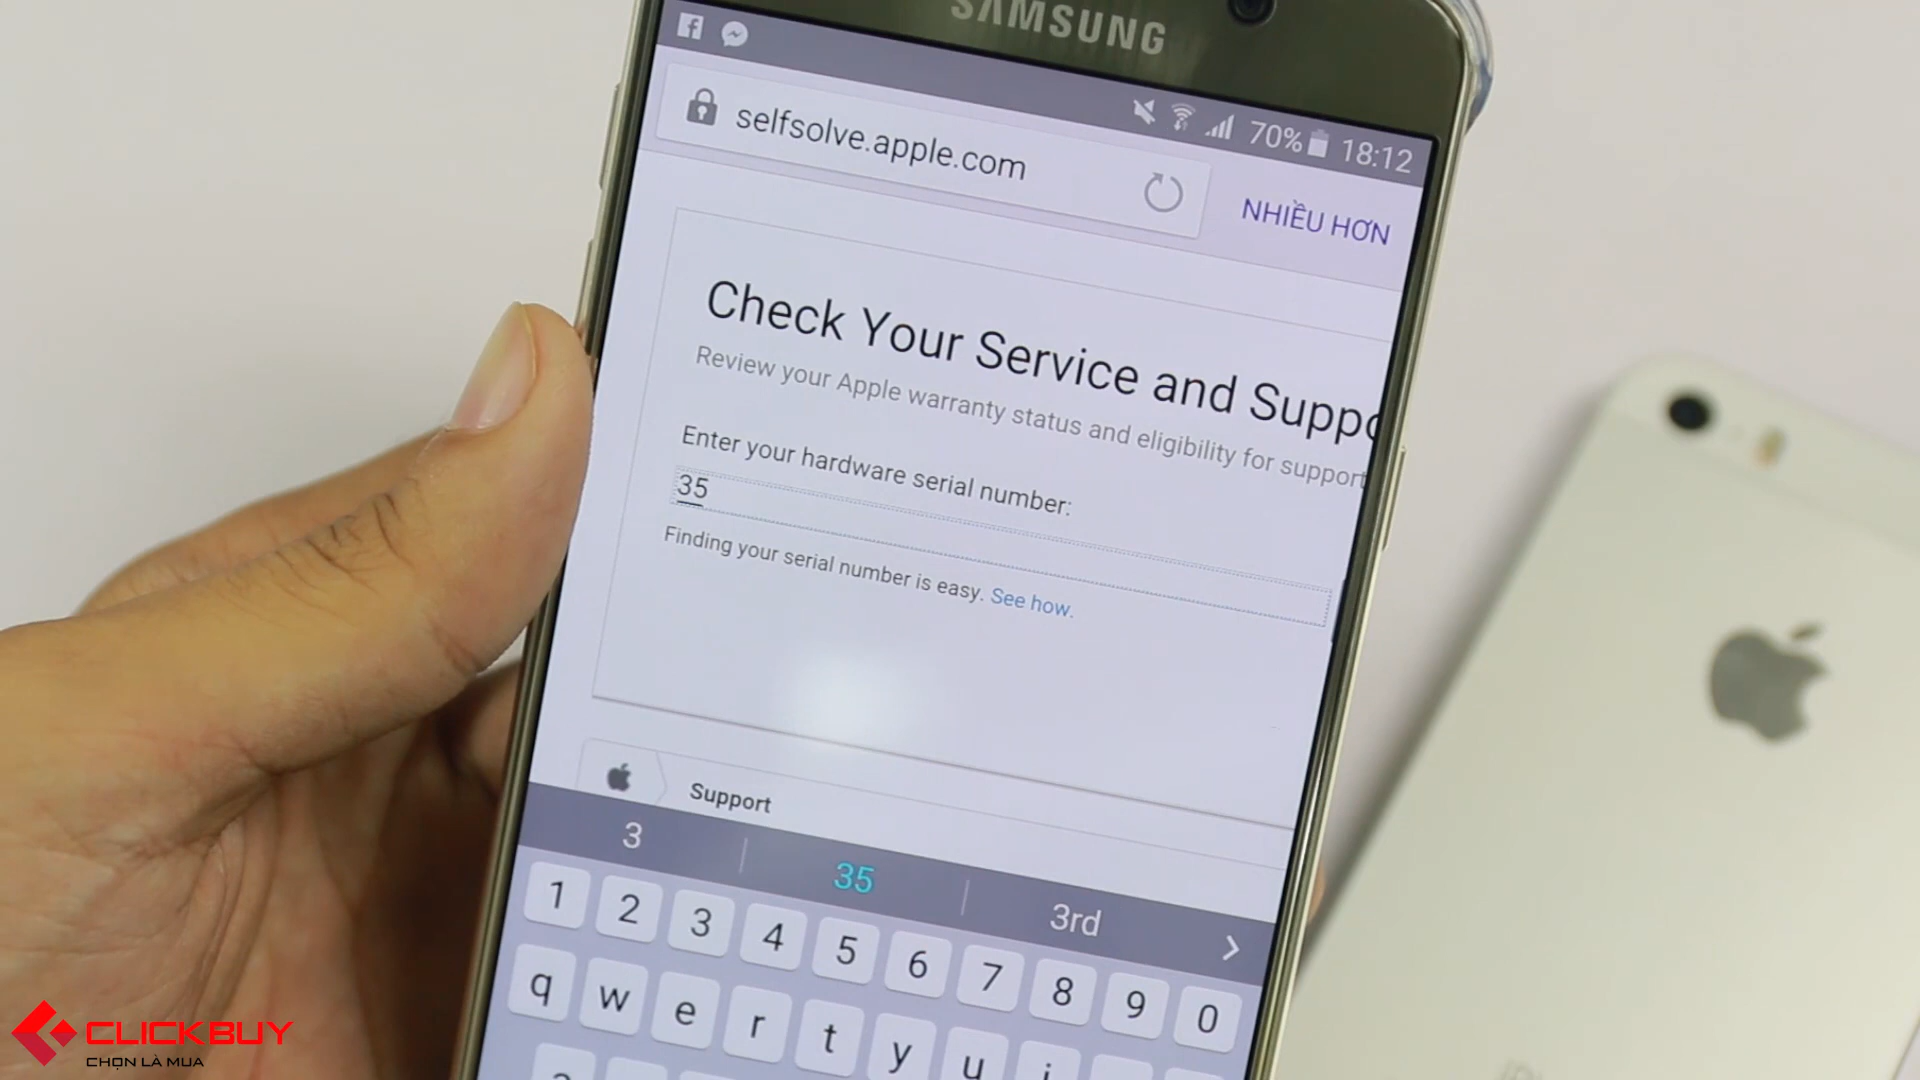 SAMSUNG
70% 18:12
selfsolve.apple.com
NHIỀU HƠN
Check Your Service and Suppo
Review your Apple warranty status and eligibility for support
Enter your hardware serial number:
35
Finding your serial number is easy. See how.
Support
3 35 3rd
1 2 3 4 5 6 7 8 9 0
q w e r t y u i
CLICKBUY
CHỌN LÀ MUA